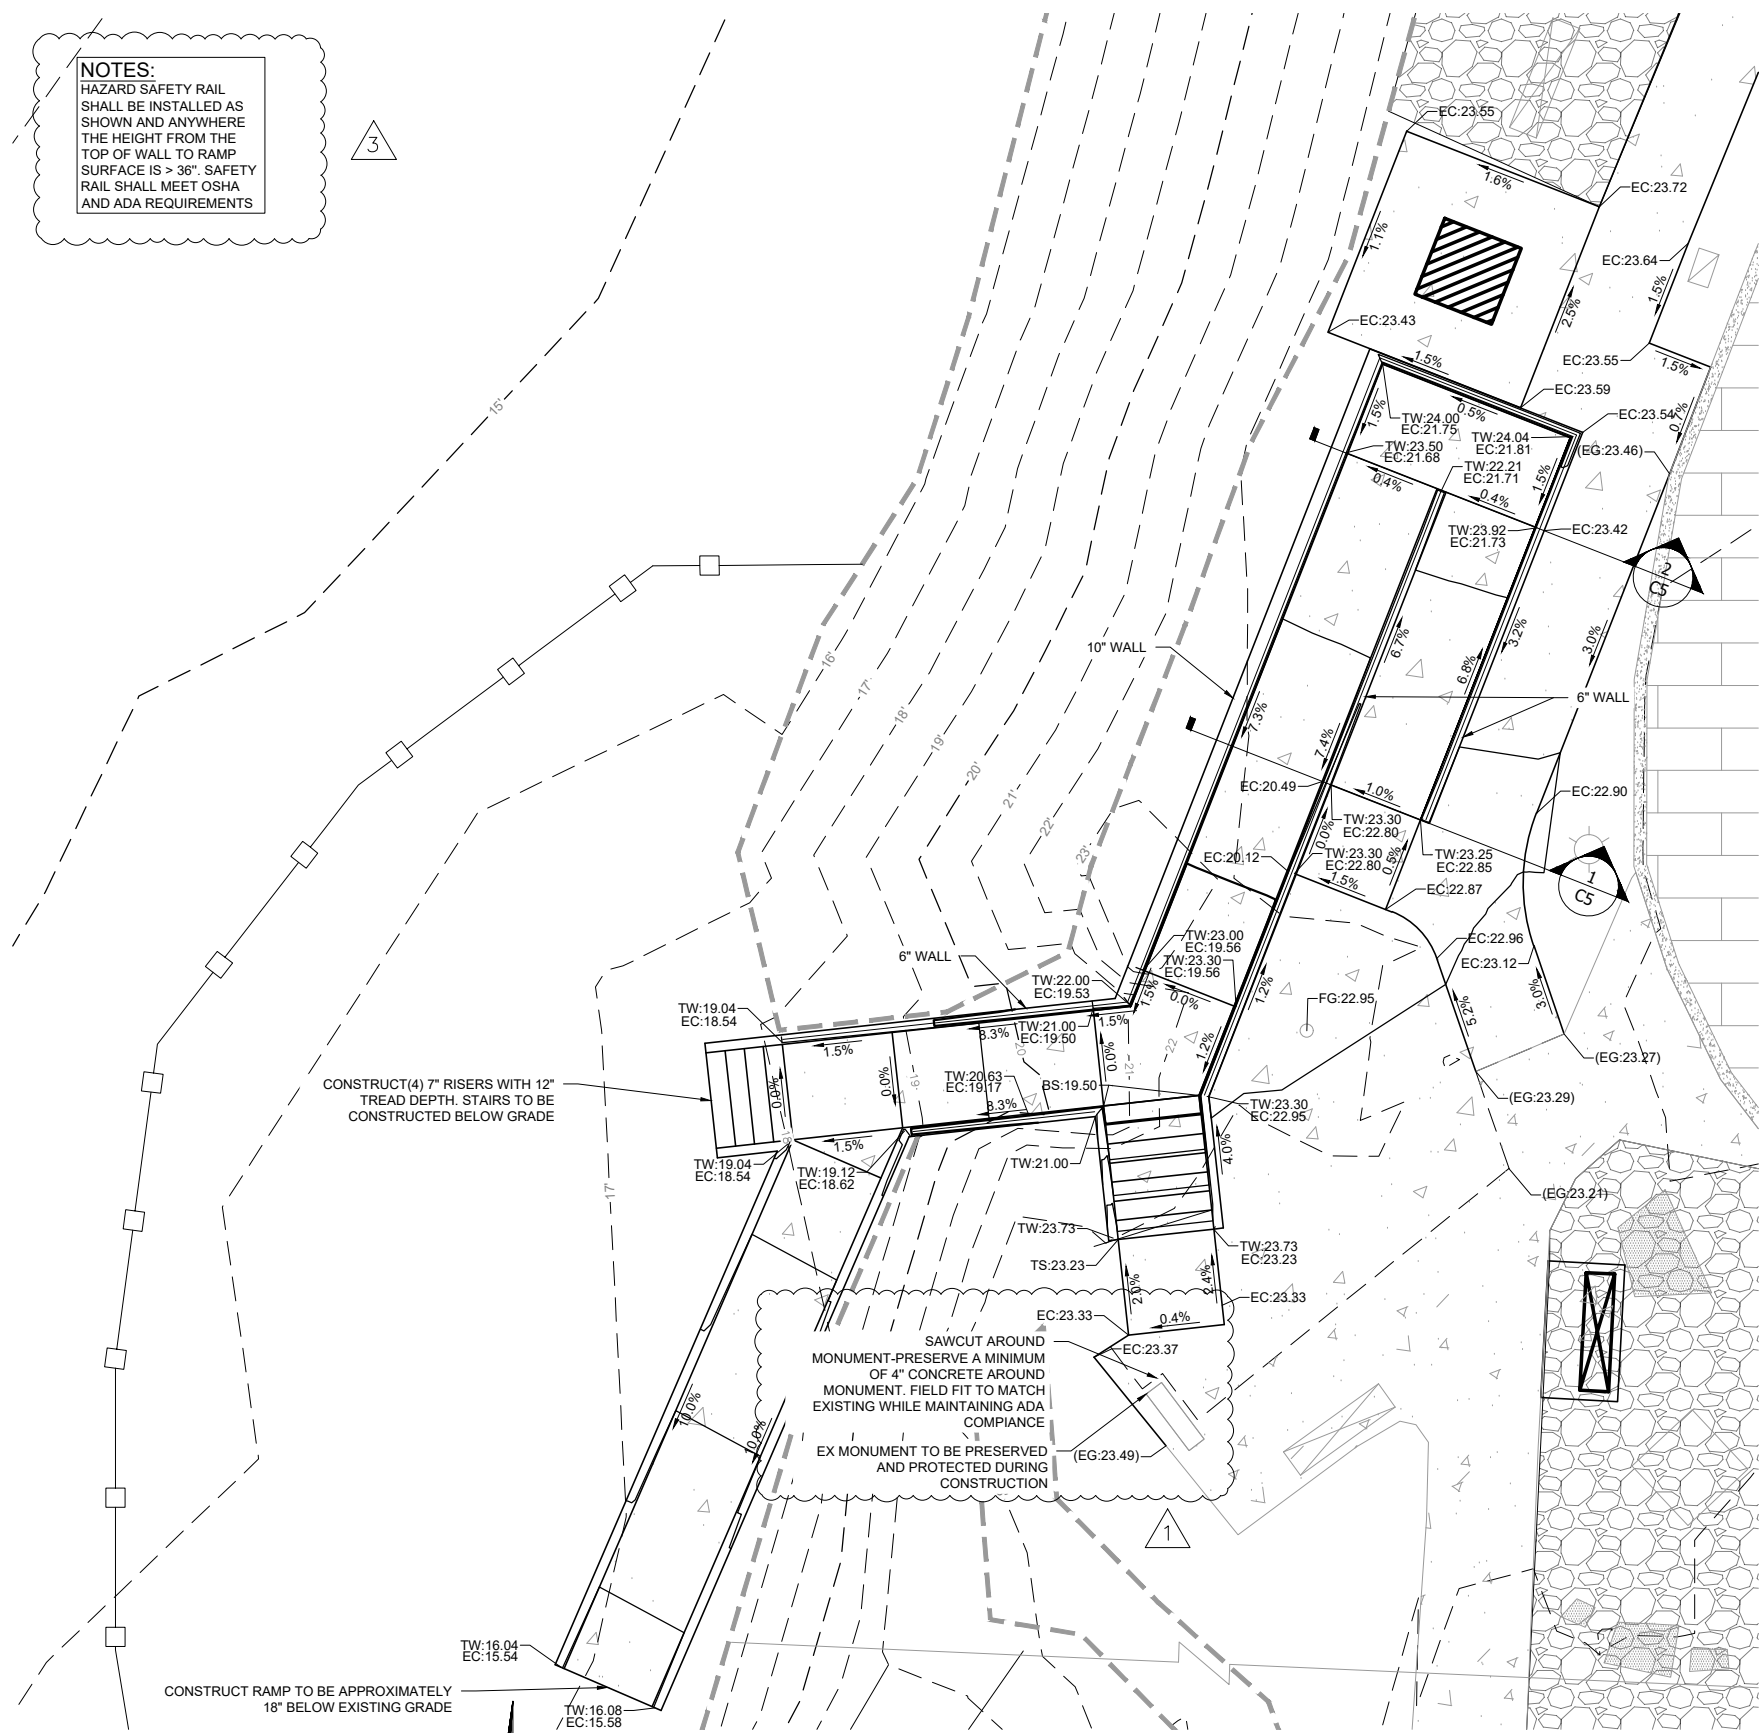 NOTES:
HAZARD SAFETY RAIL
SHALL BE INSTALLED AS
SHOWN AND ANYWHERE
THE HEIGHT FROM THE
TOP OF WALL TO RAMP
SURFACE IS > 36". SAFETY
RAIL SHALL MEET OSHA
AND ADA REQUIREMENTS
3
EC:23.55
1.6%
EC:23.72
1.1%
EC:23.64
1.5%
2.5%
EC:23.43
1.5%
EC:23.55
1.5%
EC:23.59
15'
1.5%
0.5%
TW:24.00
EC:21.75
EC:23.54
0.7%
TW:24.04
EC:21.81
(EG:23.46)
TW:23.50
EC:21.68
TW:22.21
EC:21.71
1.5%
0.4%
0.4%
TW:23.92
EC:21.73
EC:23.42
2
C5
3.2%
3.0%
6.7%
6.8%
10" WALL
6" WALL
16'
17'
18'
19'
20'
21'
22'
23'
7.3%
7.4%
EC:20.49
1.0%
EC:22.90
TW:23.30
EC:22.80
0.0%
EC:20.12
TW:23.30
EC:22.80
0.5%
TW:23.25
EC:22.85
1.5%
EC:22.87
1
C5
6" WALL
TW:23.00
EC:19.56
TW:23.30
EC:19.56
EC:22.96
EC:23.12
TW:22.00
EC:19.53
1.5%
0.0%
1.2%
3.0%
5.2%
FG:22.95
TW:19.04
EC:18.54
8.3%
TW:21.00
EC:19.50
1.5%
1.5%
20
22
1.2%
(EG:23.27)
0.0%
0.0%
19
TW:20.63
EC:19.17
0.0%
21
BS:19.50
8.3%
TW:23.30
EC:22.95
(EG:23.29)
CONSTRUCT(4) 7" RISERS WITH 12"
TREAD DEPTH. STAIRS TO BE
CONSTRUCTED BELOW GRADE
18
1.5%
4.0%
TW:19.04
EC:18.54
TW:19.12
EC:18.62
TW:21.00
17'
(EG:23.21)
TW:23.73
TW:23.73
EC:23.23
TS:23.23
2.0%
2.4%
EC:23.33
EC:23.33
0.4%
SAWCUT AROUND
MONUMENT-PRESERVE A MINIMUM
OF 4" CONCRETE AROUND
MONUMENT. FIELD FIT TO MATCH
EXISTING WHILE MAINTAINING ADA
COMPIANCE
EC:23.37
EX MONUMENT TO BE PRESERVED
AND PROTECTED DURING
CONSTRUCTION
(EG:23.49)
10.0%
10.0%
1
TW:16.04
EC:15.54
CONSTRUCT RAMP TO BE APPROXIMATELY
18" BELOW EXISTING GRADE
TW:16.08
EC:15.58